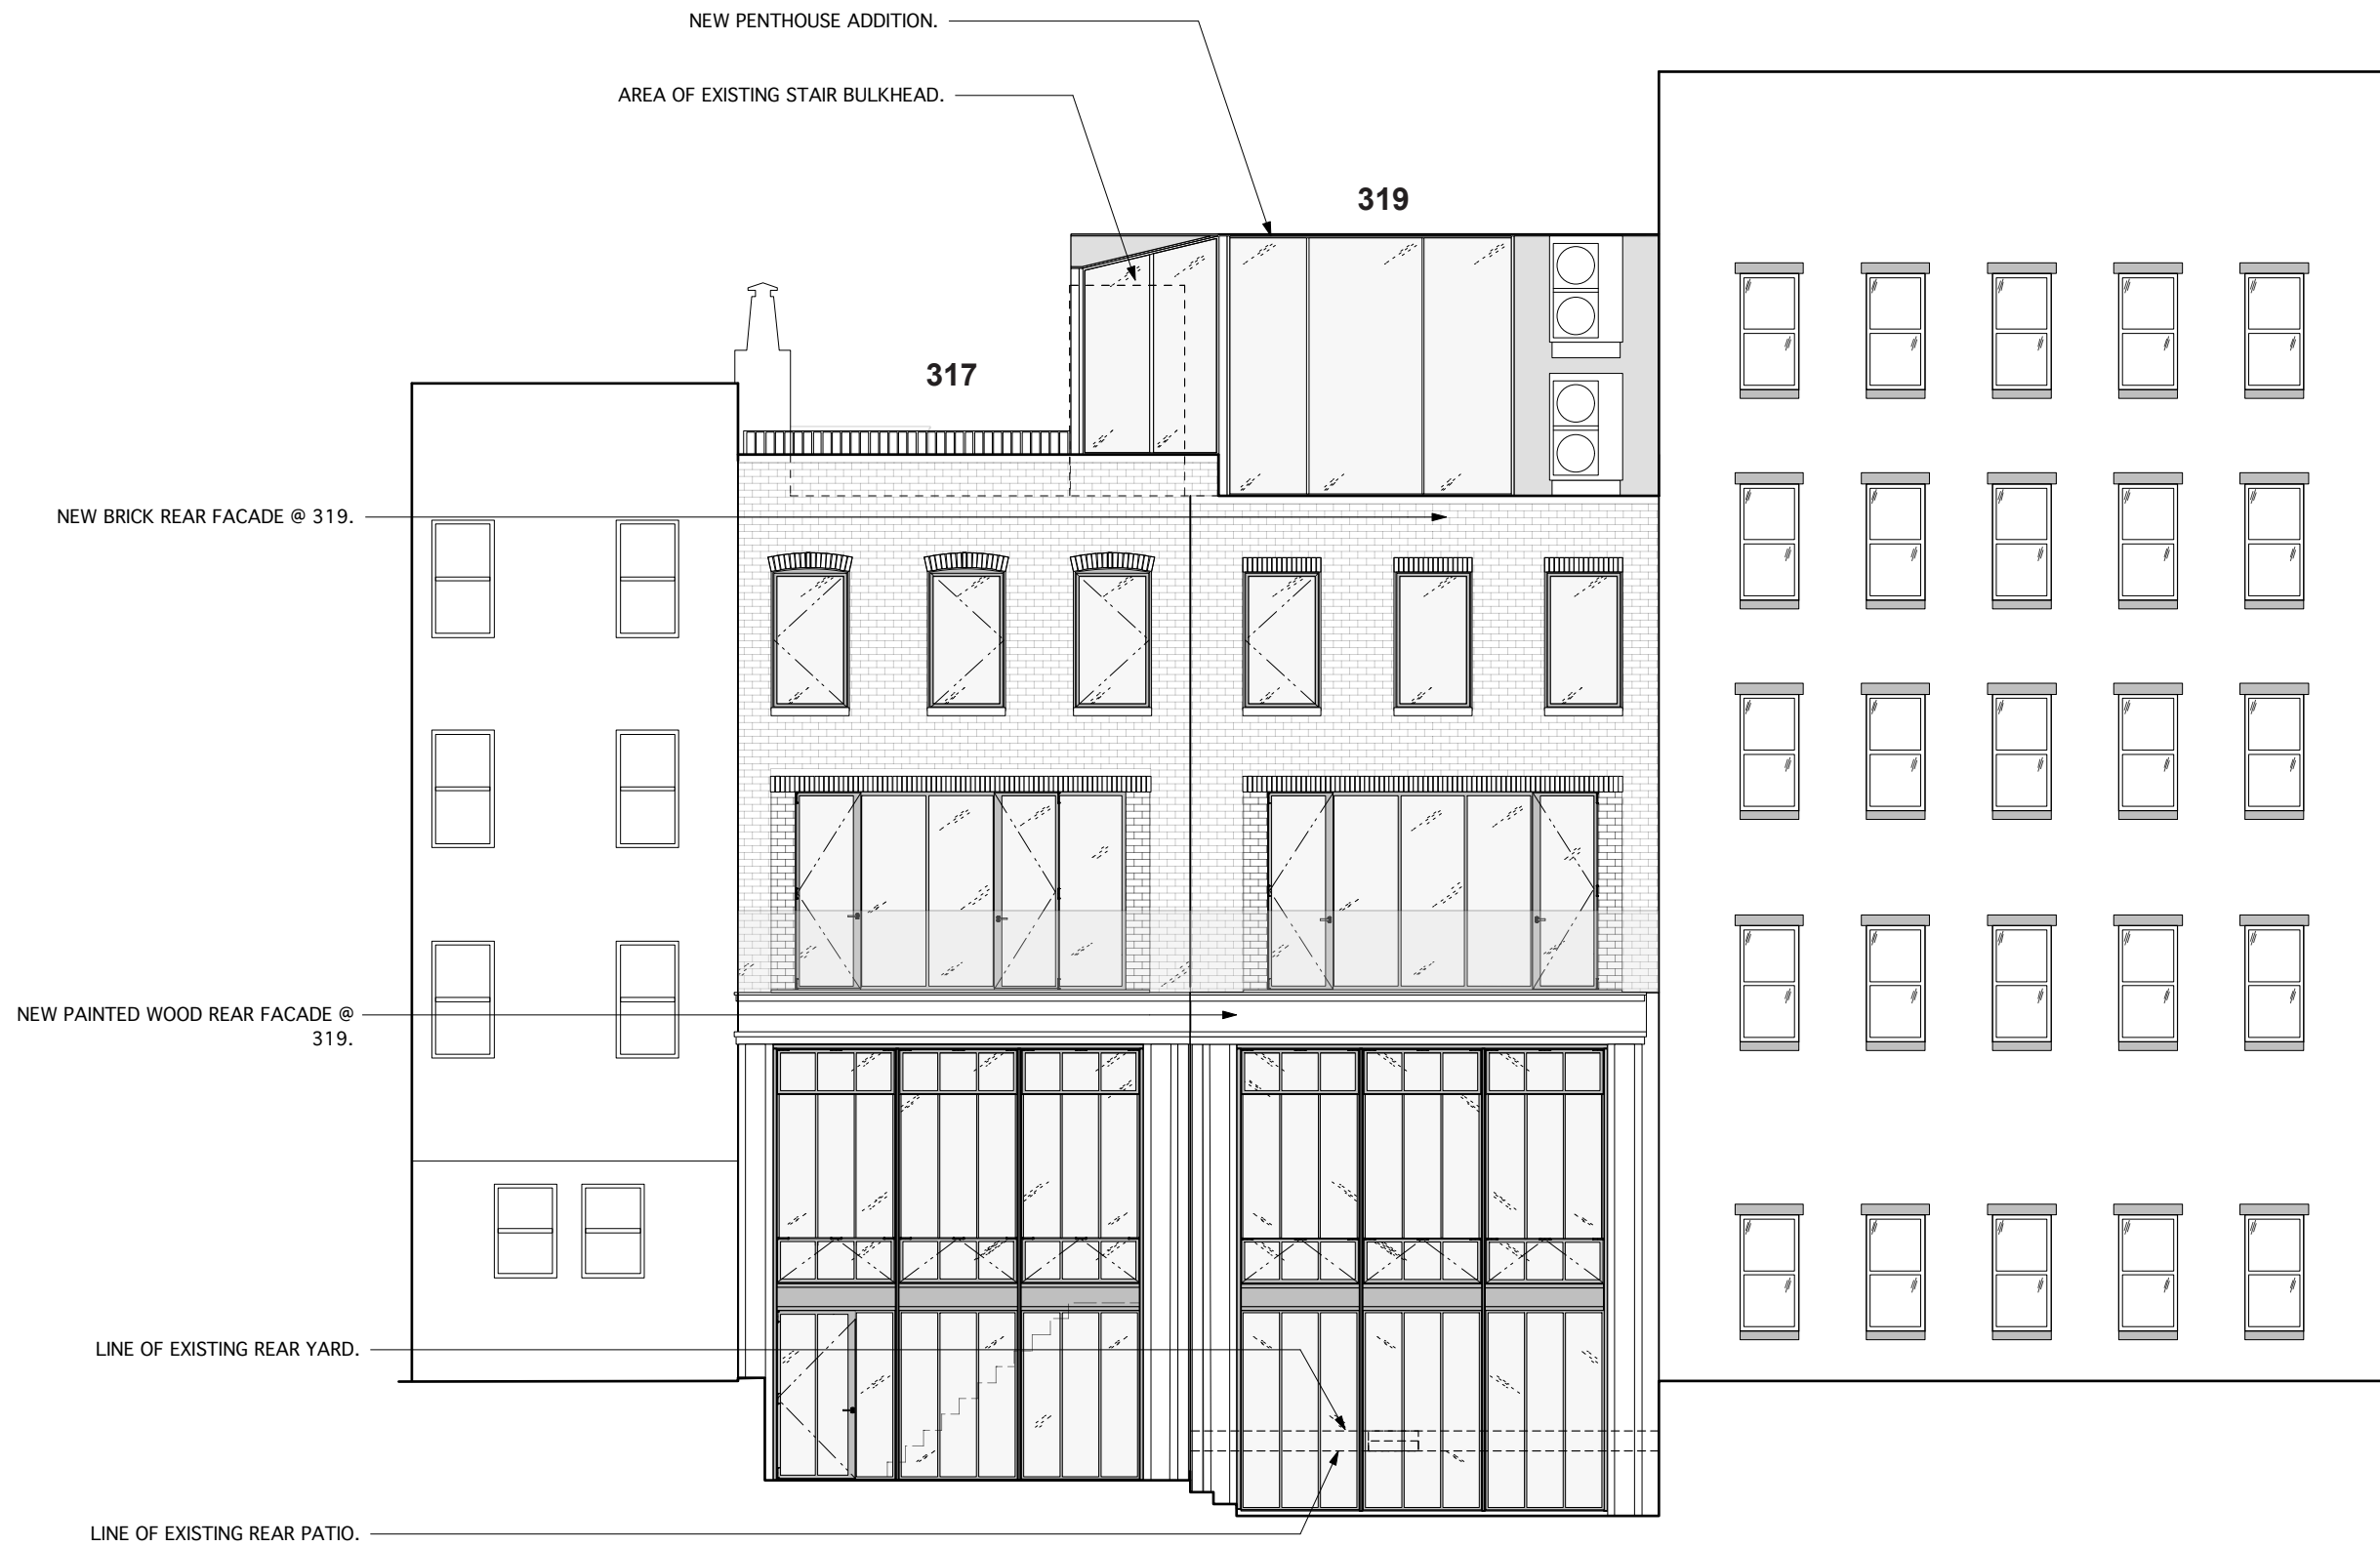 NEW PENTHOUSE ADDITION.
AREA OF EXISTING STAIR BULKHEAD.
319
317
NEW BRICK REAR FACADE @ 319.
NEW PAINTED WOOD REAR FACADE @
319.
LINE OF EXISTING REAR YARD.
LINE OF EXISTING REAR PATIO.